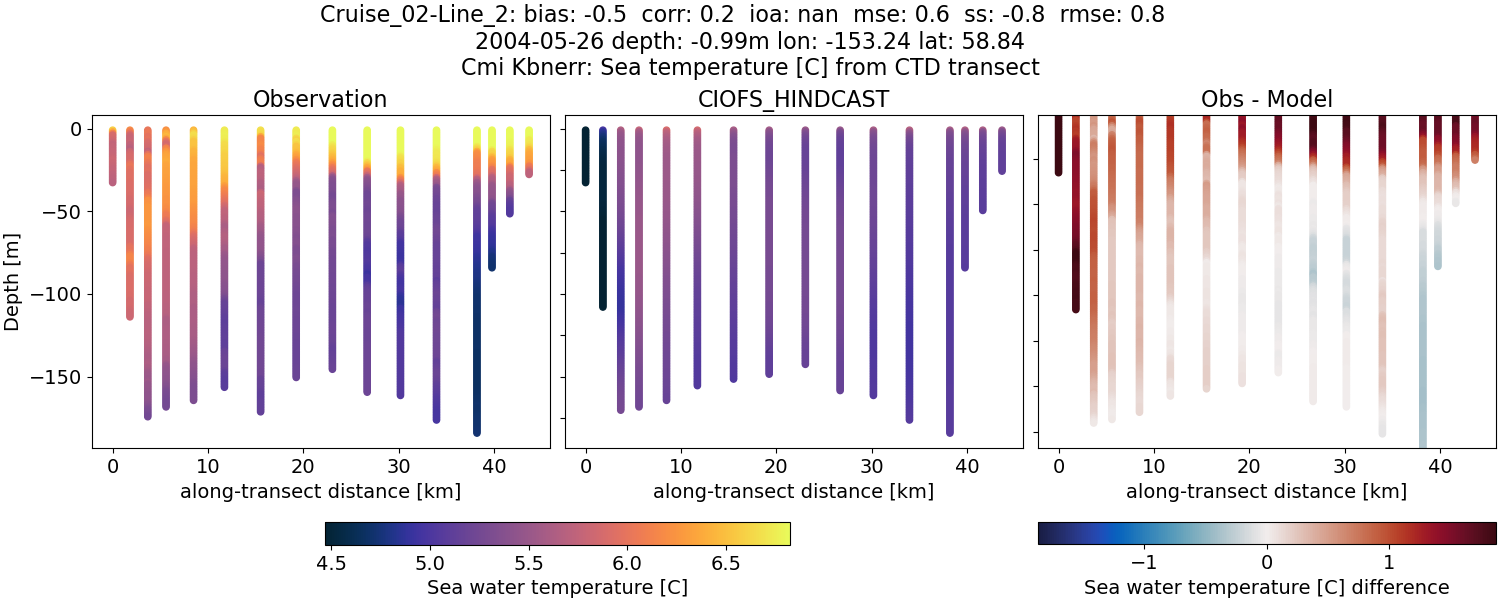 Cruise_02-Line_2: bias: -0.5  corr: 0.2  ioa: nan  mse: 0.6  ss: -0.8  rmse: 0.8
2004-05-26 depth: -0.99m lon: -153.24 lat: 58.84
Cmi Kbnerr: Sea temperature [C] from CTD transect
Observation
CIOFS_HINDCAST
Obs - Model
Depth [m]
0
−50
−100
−150
0 10 20 30 40
0 10 20 30 40
0 10 20 30 40
along-transect distance [km]
along-transect distance [km]
along-transect distance [km]
4.5 5.0 5.5 6.0 6.5
Sea water temperature [C]
−1 0 1
Sea water temperature [C] difference